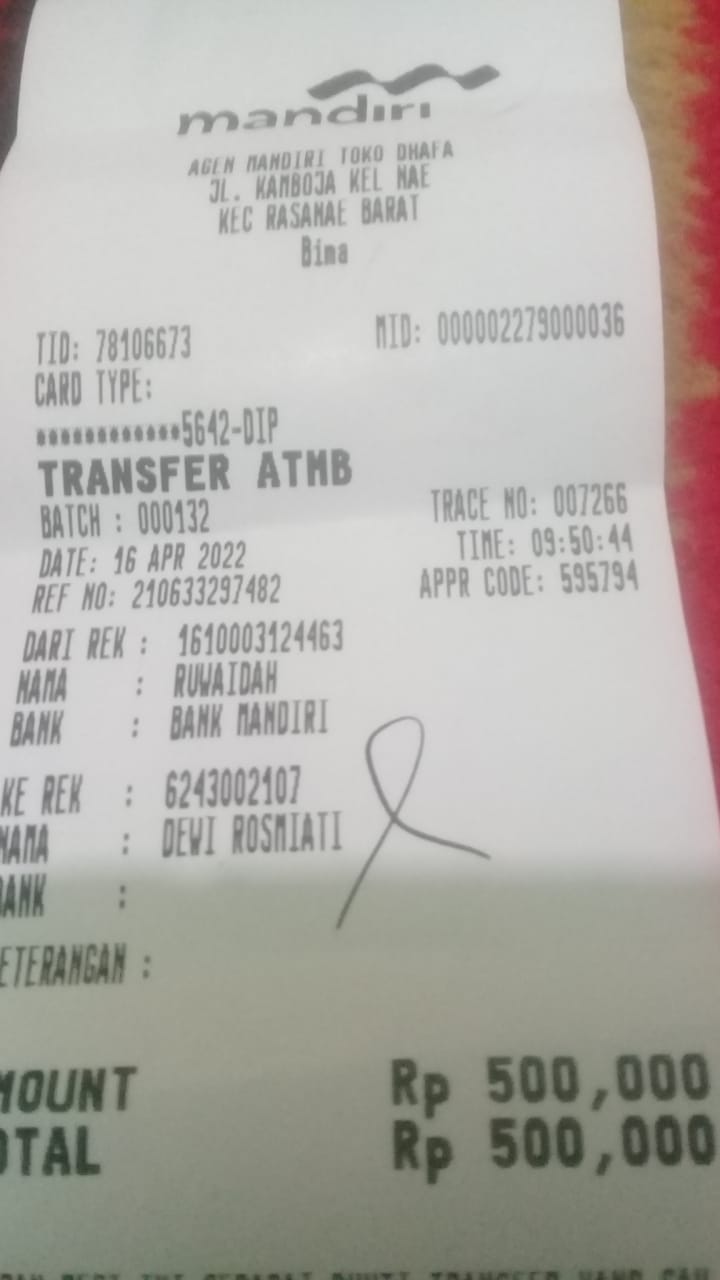 mandiri
AGEN MANDIRI TOKO DHAFA
JL. KAMBOJA KEL NAE
KEC RASANAE BARAT
Bima
TID: 78106673 MID: 000002279000036
CARD TYPE:
************5642-DIP
TRANSFER ATMB
BATCH : 000132 TRACE NO: 007266
DATE: 16 APR 2022 TIME: 09:50:44
REF NO: 210633297482 APPR CODE: 595794
DARI REK : 1610003124463
NAMA : RUWAIDAH
BANK : BANK MANDIRI
KE REK : 6243002107
NAMA : DEWI ROSMIATI
BANK :
ETERANGAN :
MOUNT Rp 500,000
OTAL Rp 500,000